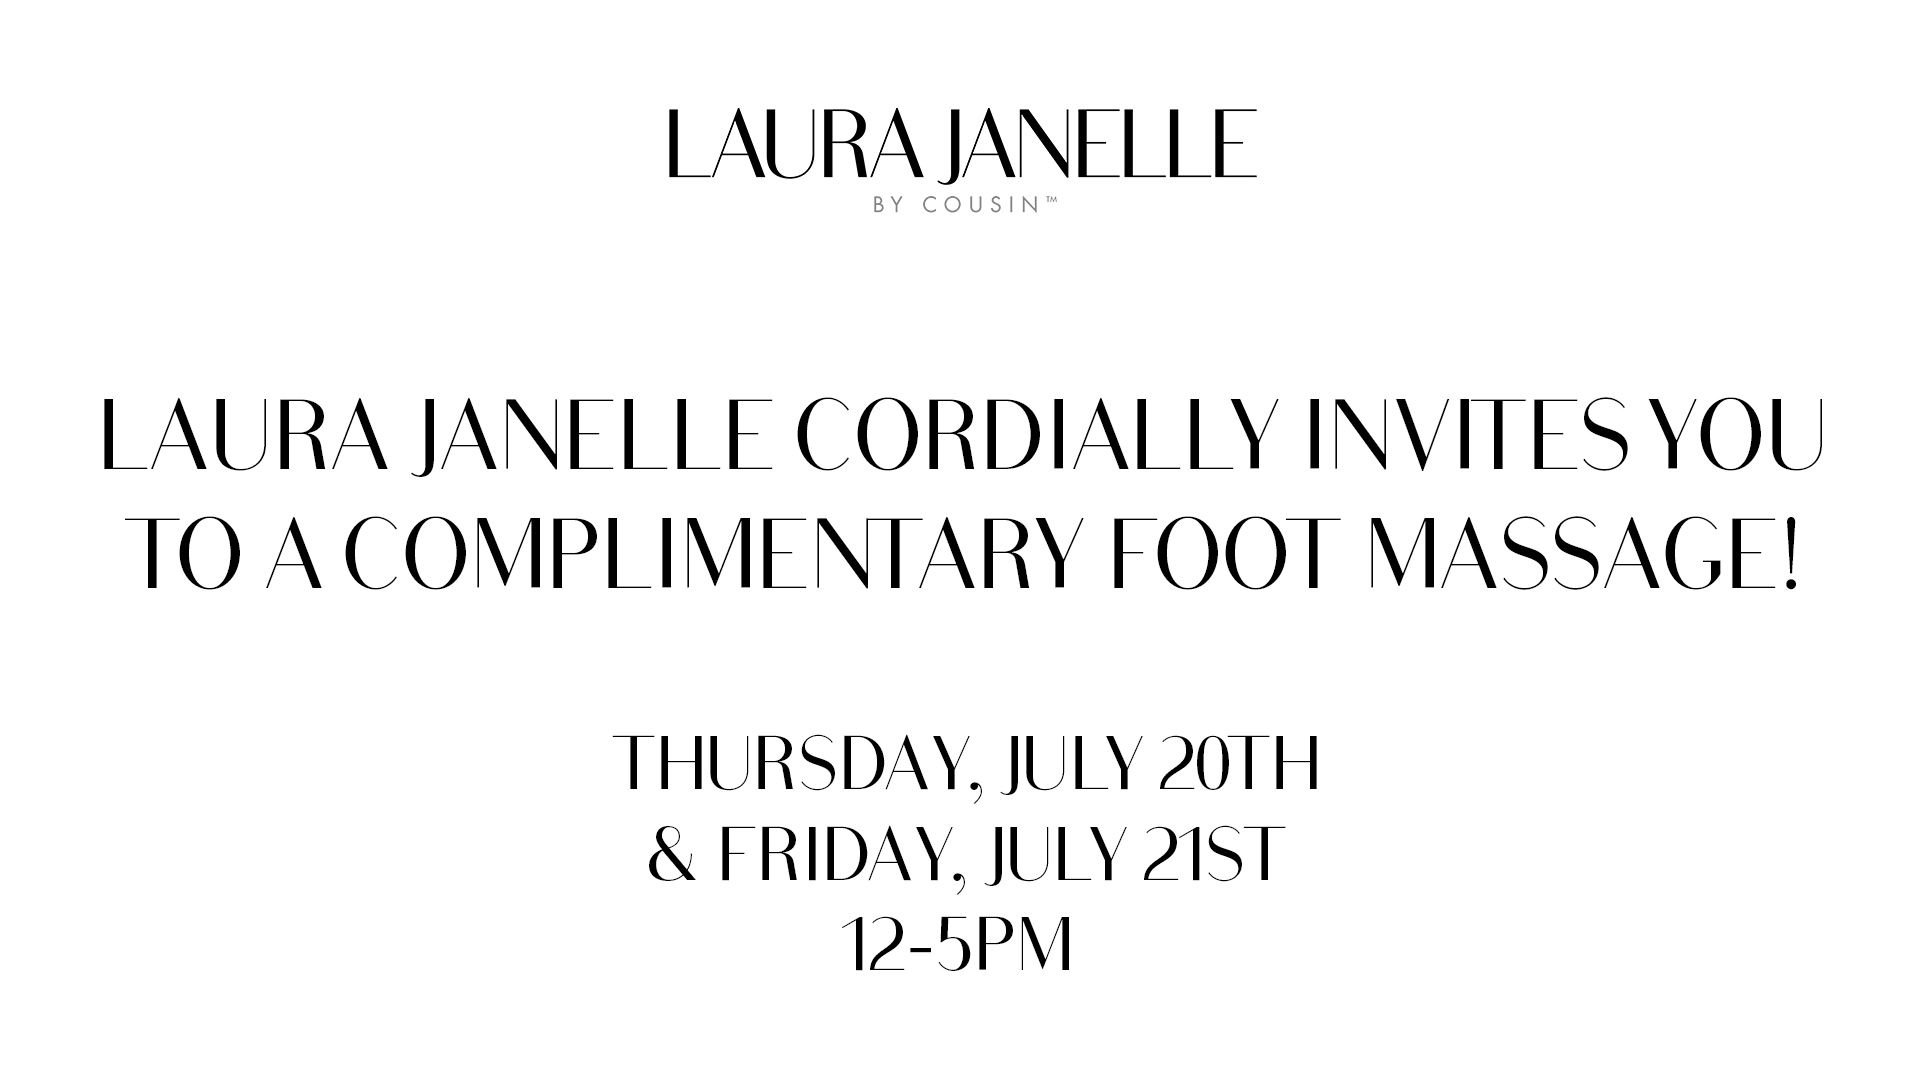 LAURA JANELLE
BY COUSIN™
LAURA JANELLE CORDIALLY INVITES YOU
TO A COMPLIMENTARY FOOT MASSAGE!
THURSDAY, JULY 20TH
& FRIDAY, JULY 21ST
12-5PM